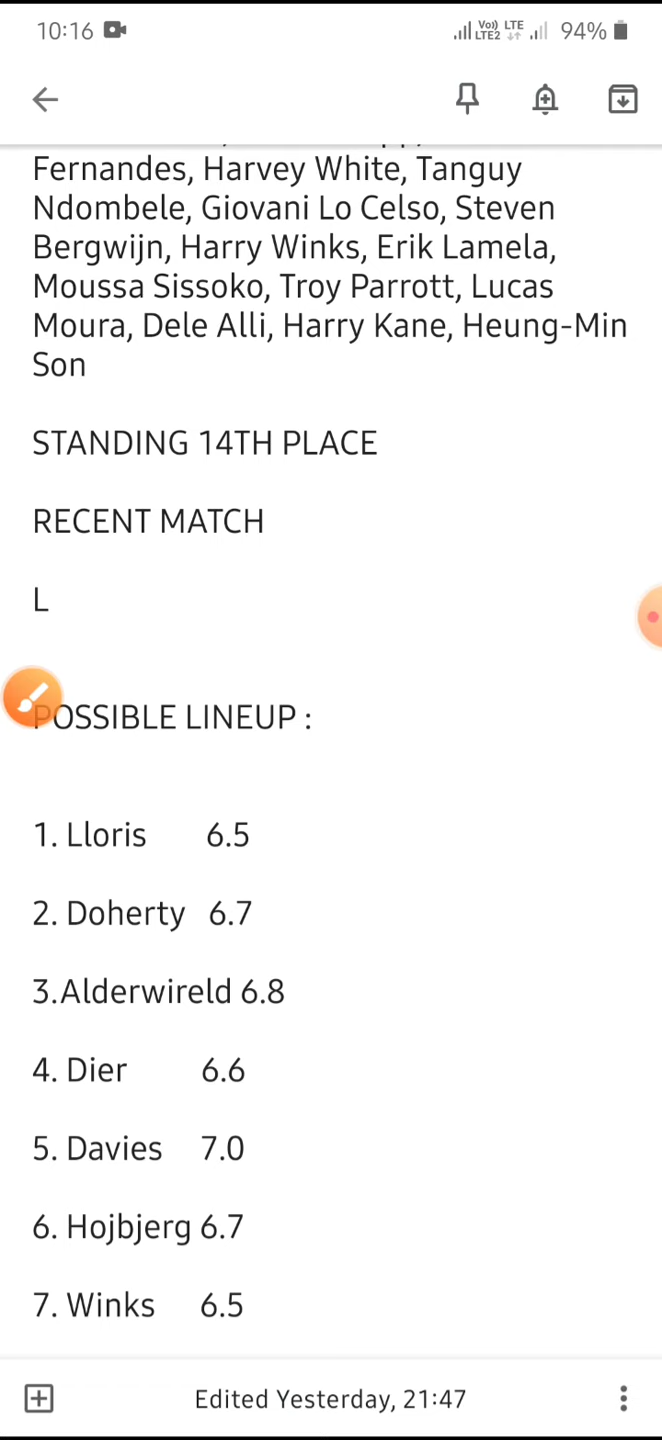 10:16
Vo)) LTE
LTE2
94%
Fernandes, Harvey White, Tanguy
Ndombele, Giovani Lo Celso, Steven
Bergwijn, Harry Winks, Erik Lamela,
Moussa Sissoko, Troy Parrott, Lucas
Moura, Dele Alli, Harry Kane, Heung-Min
Son
STANDING 14TH PLACE
RECENT MATCH
L
POSSIBLE LINEUP :
1. Lloris 6.5
2. Doherty 6.7
3.Alderwireld 6.8
4. Dier 6.6
5. Davies 7.0
6. Hojbjerg 6.7
7. Winks 6.5
Edited Yesterday, 21:47